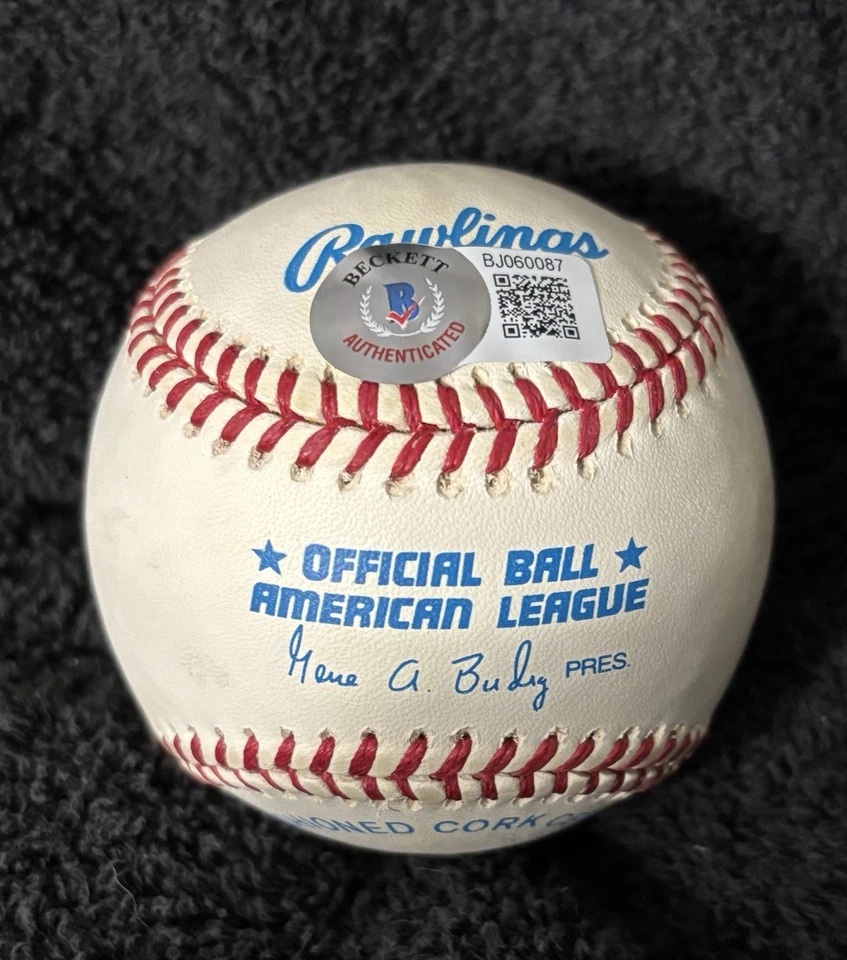 Rawlings
BECKETT
B
AUTHENTICATED
BJ060087
★ OFFICIAL BALL ★
AMERICAN LEAGUE
Gene A. Budig PRES.
IONED CORK C